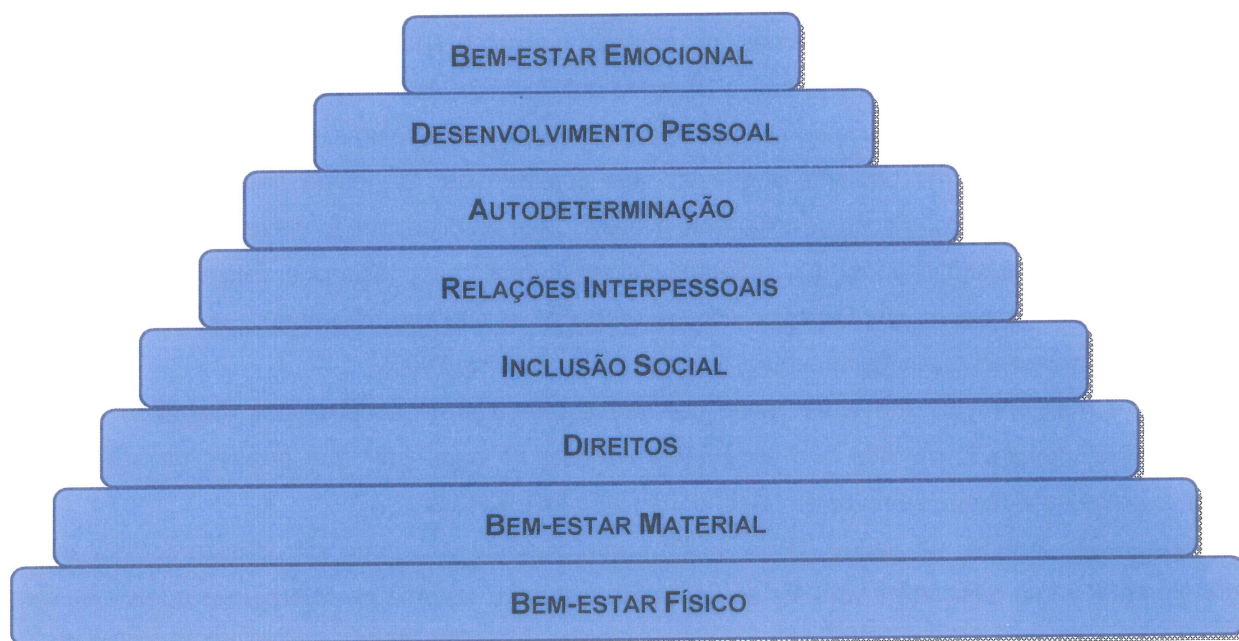 BEM-ESTAR EMOCIONAL
DESENVOLVIMENTO PESSOAL
AUTODETERMINAÇÃO
RELAÇÕES INTERPESSOAIS
INCLUSÃO SOCIAL
DIREITOS
BEM-ESTAR MATERIAL
BEM-ESTAR FÍSICO